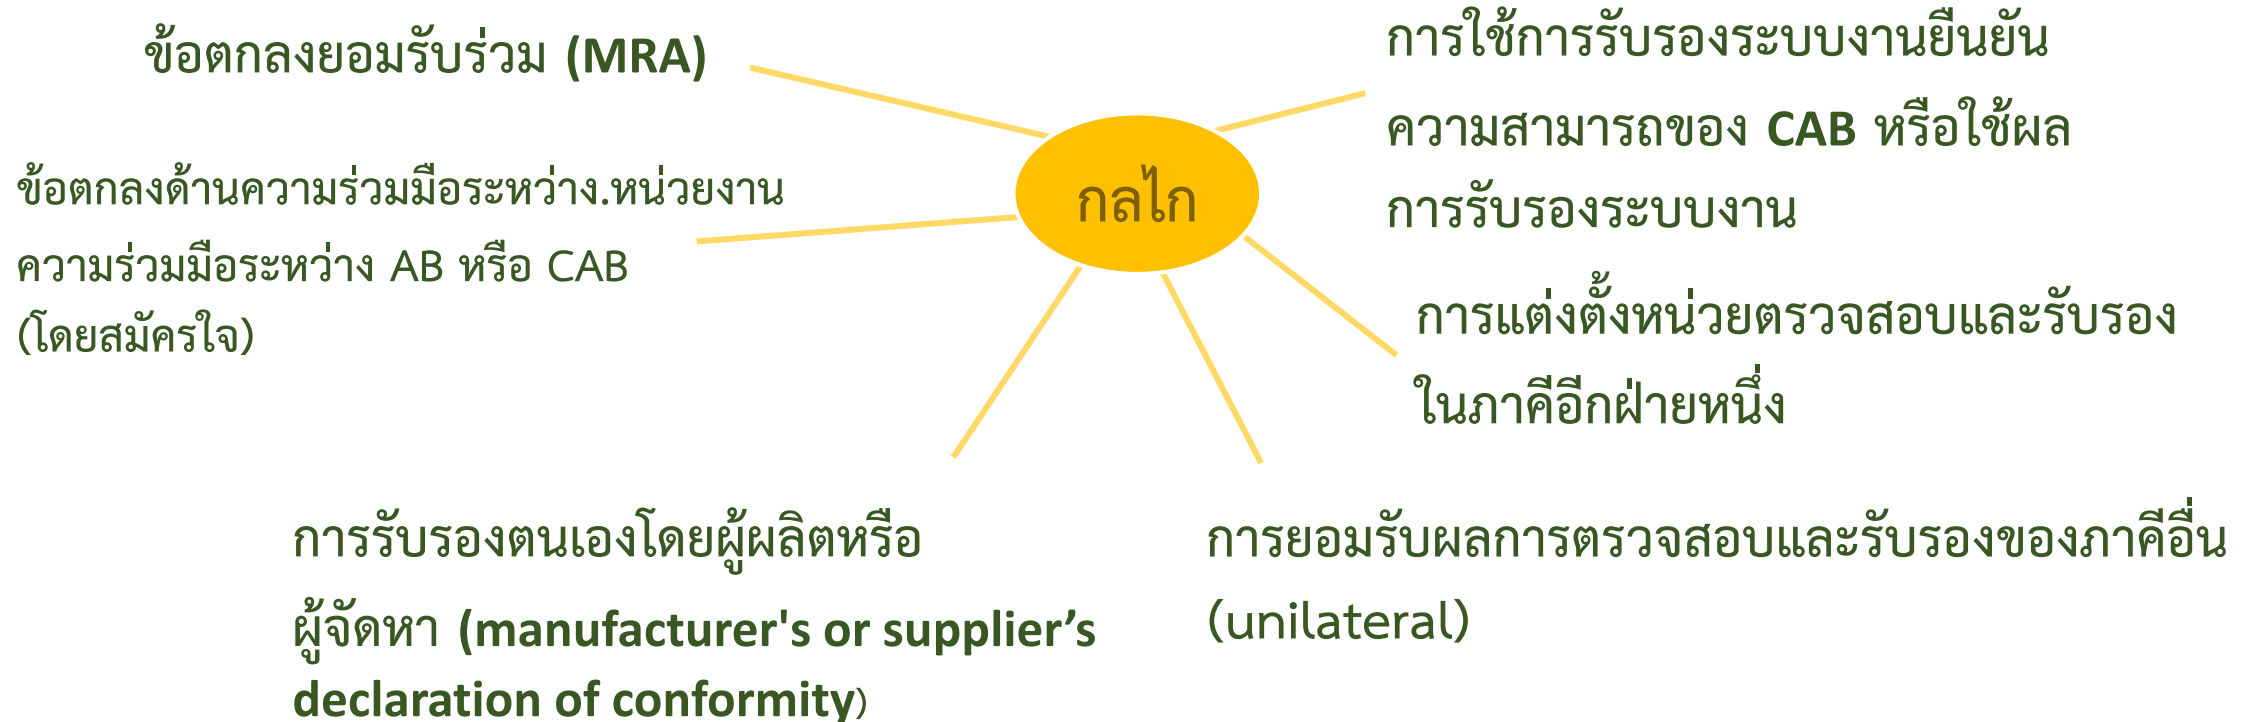 ข้อตกลงยอมรับร่วม (MRA)
ข้อตกลงด้านความร่วมมือระหว่าง.หน่วยงาน
ความร่วมมือระหว่าง AB หรือ CAB
(โดยสมัครใจ)
กลไก
การใช้การรับรองระบบงานยืนยัน
ความสามารถของ CAB หรือใช้ผล
การรับรองระบบงาน
การแต่งตั้งหน่วยตรวจสอบและรับรอง
ในภาคีอีกฝ่ายหนึ่ง
การรับรองตนเองโดยผู้ผลิตหรือ
ผู้จัดหา (manufacturer's or supplier’s
declaration of conformity)
การยอมรับผลการตรวจสอบและรับรองของภาคีอื่น
(unilateral)